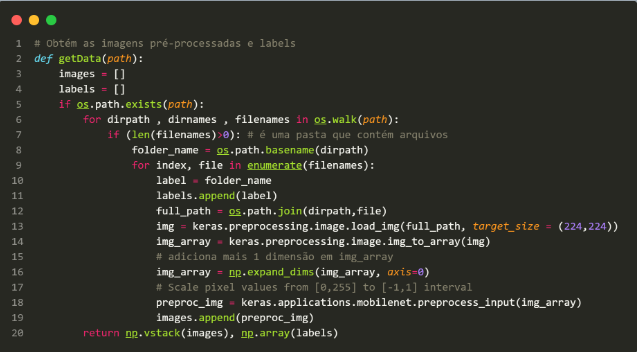 1 # Obtém as imagens pré-processadas e labels
2 def getData(path):
3     images = []
4     labels = []
5     if os.path.exists(path):
6         for dirpath , dirnames , filenames in os.walk(path):
7             if (len(filenames)>0): # é uma pasta que contém arquivos
8                 folder_name = os.path.basename(dirpath)
9                 for index, file in enumerate(filenames):
10                     label = folder_name
11                     labels.append(label)
12                     full_path = os.path.join(dirpath,file)
13                     img = keras.preprocessing.image.load_img(full_path, target_size = (224,224))
14                     img_array = keras.preprocessing.image.img_to_array(img)
15                     # adiciona mais 1 dimensão em img_array
16                     img_array = np.expand_dims(img_array, axis=0)
17                     # Scale pixel values from [0,255] to [-1,1] interval
18                     preproc_img = keras.applications.mobilenet.preprocess_input(img_array)
19                     images.append(preproc_img)
20         return np.vstack(images), np.array(labels)